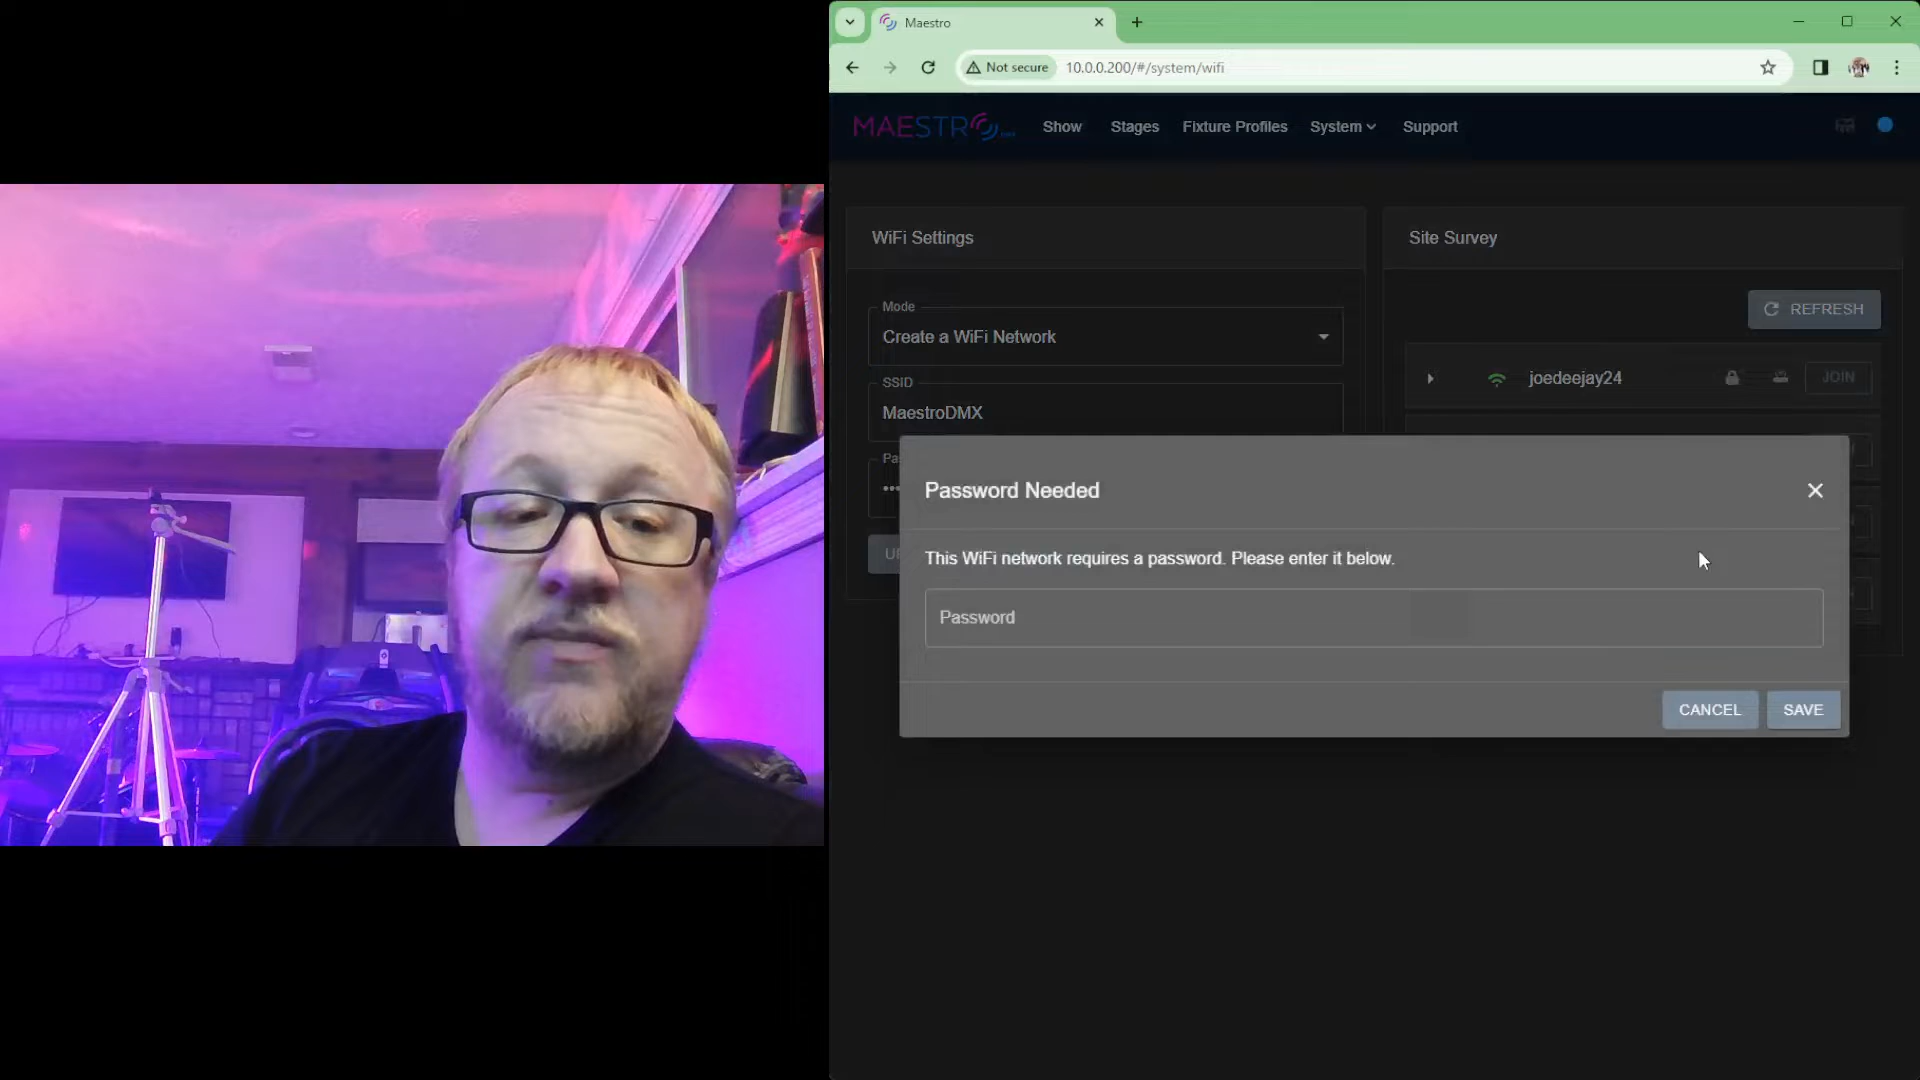 Maestro
Not secure
10.0.0.200/#/system/wifi
MAESTRO
Show
Stages
Fixture Profiles
System
Support
WiFi Settings
Site Survey
Mode
Create a WiFi Network
REFRESH
joedeejay24
JOIN
SSID
MaestroDMX
Pa
Password Needed
This WiFi network requires a password. Please enter it below.
Password
CANCEL
SAVE